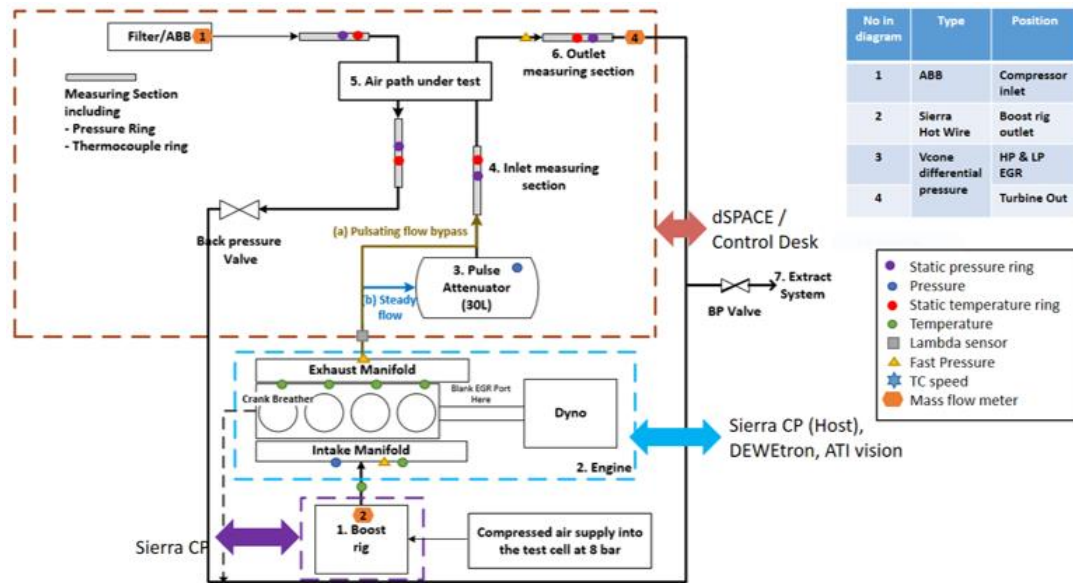 Filter/ABB
1
Measuring Section
including
- Pressure Ring
- Thermocouple ring
5. Air path under test
6. Outlet
measuring section
4
4. Inlet measuring
section
Back pressure
Valve
(a) Pulsating flow bypass
3. Pulse
Attenuator
(30L)
(b) Steady
flow
dSPACE /
Control Desk
BP Valve
7. Extract
System
Exhaust Manifold
Crank Breather
Blank EGR Port
Here
Dyno
Intake Manifold
2. Engine
Sierra CP (Host),
DEWEtron, ATI vision
2
1. Boost
rig
Compressed air supply into
the test cell at 8 bar
Sierra CP
No in
diagram
Type
Position
1
ABB
Compressor
inlet
2
Sierra
Hot Wire
Boost rig
outlet
3
Vcone
differential
pressure
HP & LP
EGR
4
Turbine Out
Static pressure ring
Pressure
Static temperature ring
Temperature
Lambda sensor
Fast Pressure
TC speed
Mass flow meter